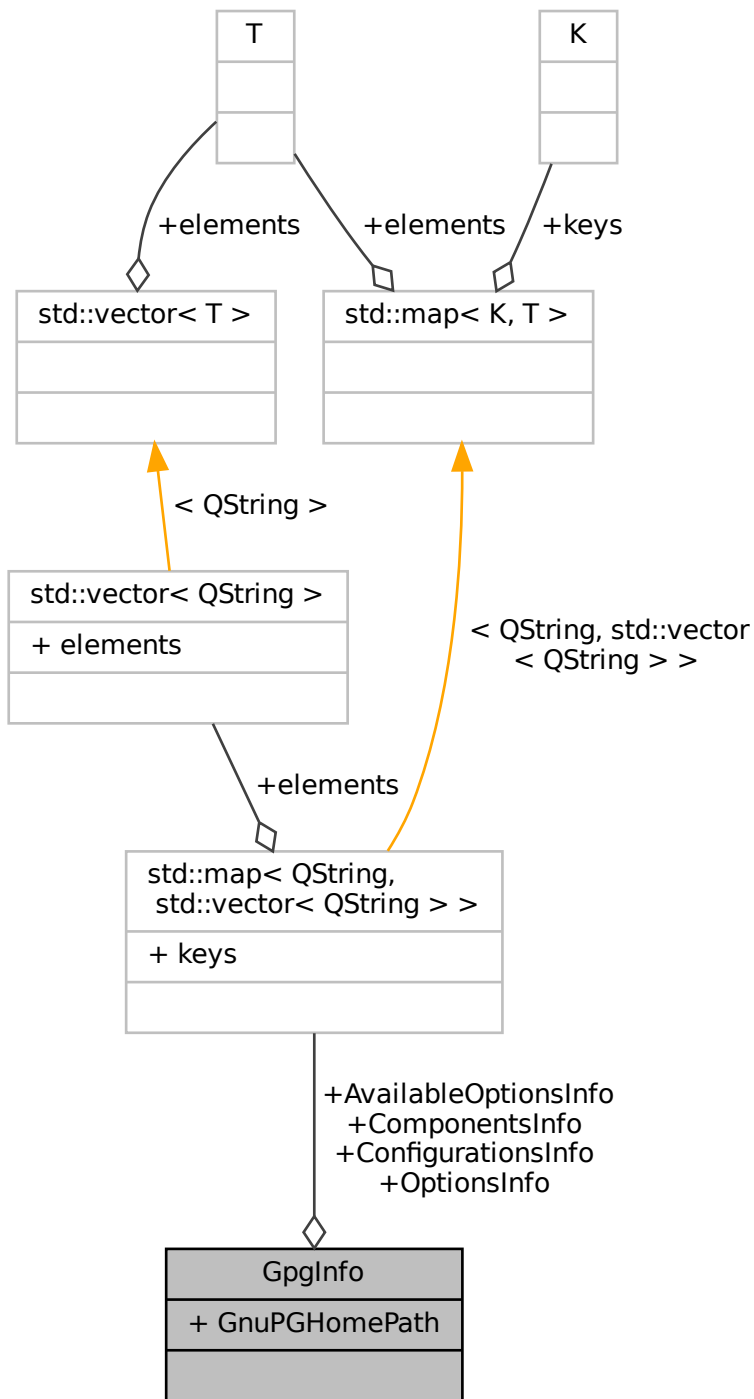 T
K
+elements
+elements
+keys
std::vector< T >
std::map< K, T >
< QString >
std::vector< QString >
+ elements
< QString, std::vector
< QString > >
+elements
std::map< QString,
std::vector< QString > >
+ keys
+AvailableOptionsInfo
+ComponentsInfo
+ConfigurationsInfo
+OptionsInfo
GpgInfo
+ GnuPGHomePath